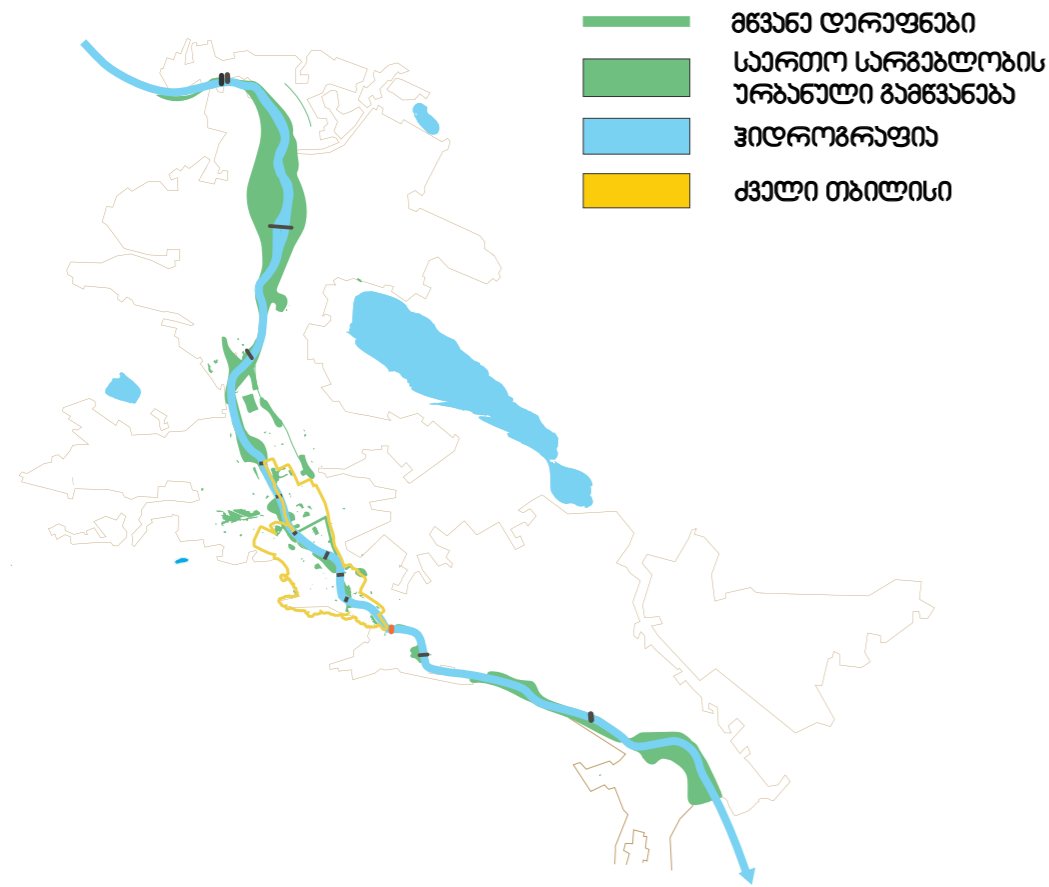 მწვანე დერეფნები
საერთო სარგებლობის
ურბანული გამწვანება
ჰიდროგრაფია
ძველი თბილისი